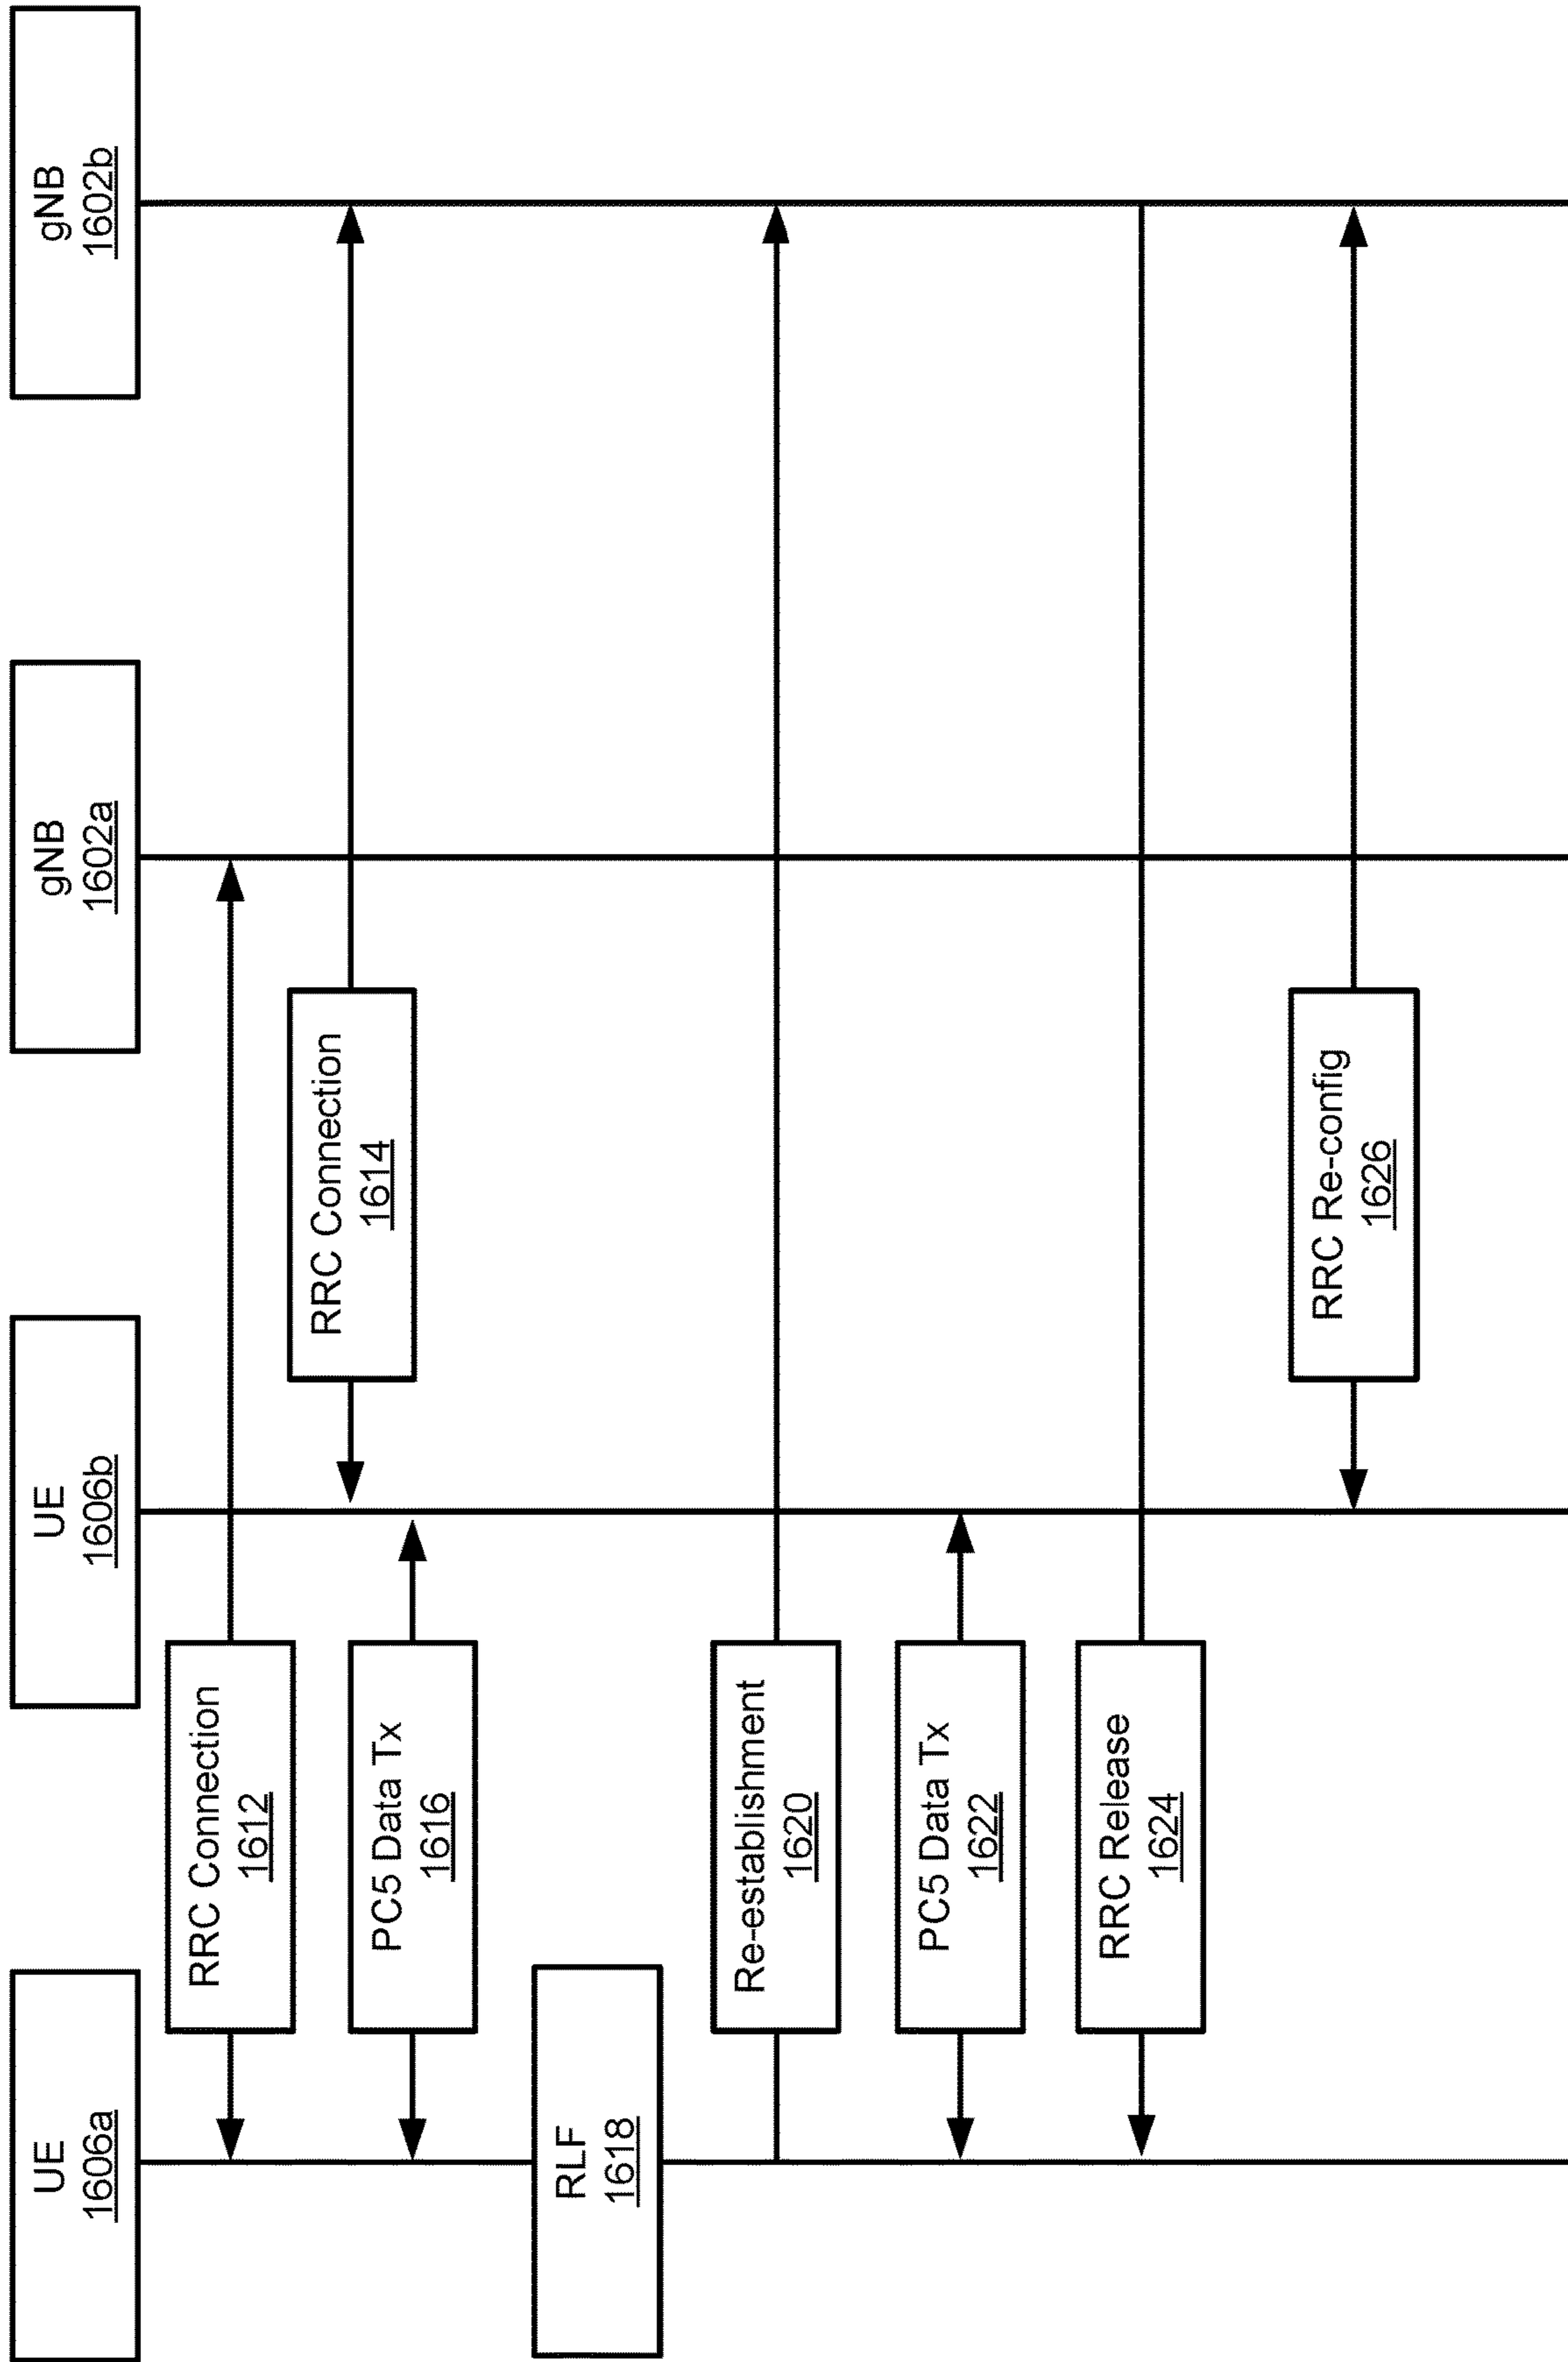 UE
1606a
UE
1606b
gNB
1602a
gNB
1602b
RRC Connection
1612
RRC Connection
1614
PC5 Data Tx
1616
RLF
1618
Re-establishment
1620
PC5 Data Tx
1622
RRC Release
1624
RRC Re-config
1626